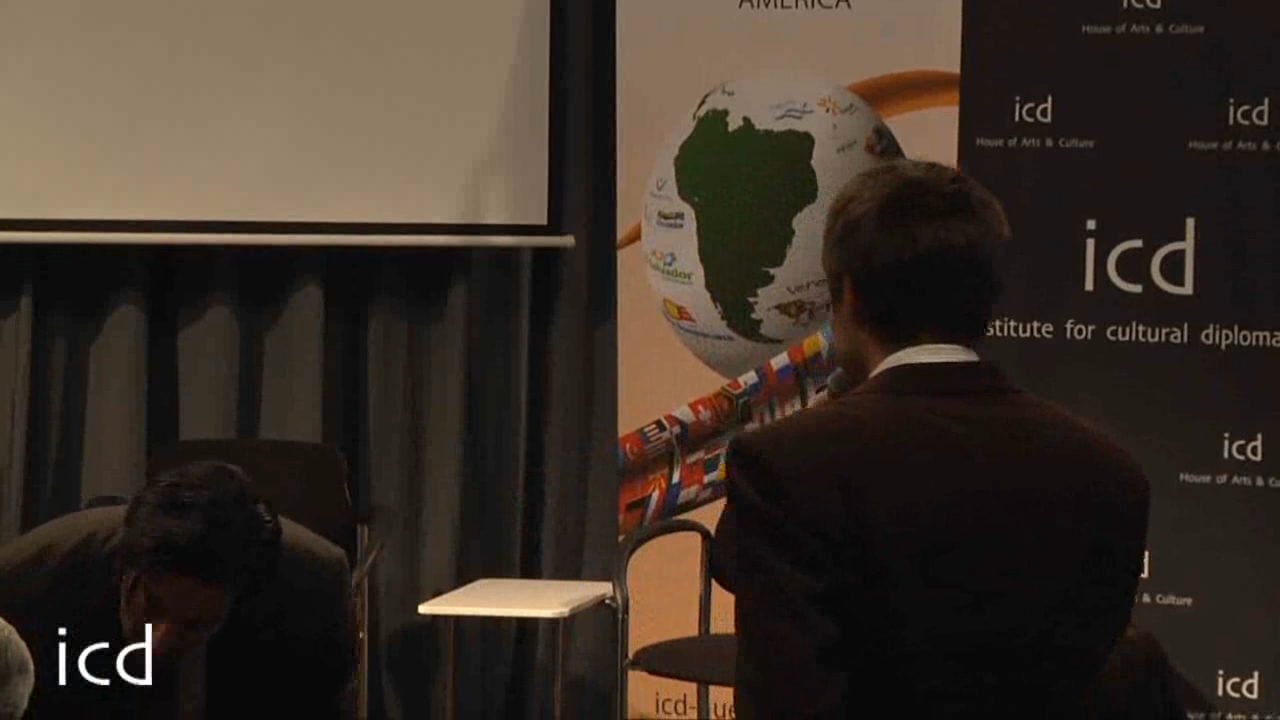 AMERICA
icd
House of Arts & Culture
icd
House of Arts & Culture
icd
House of Arts &
icd
stitute for cultural diploma
icd
House of Arts &
& Culture
icd
icd-
icd